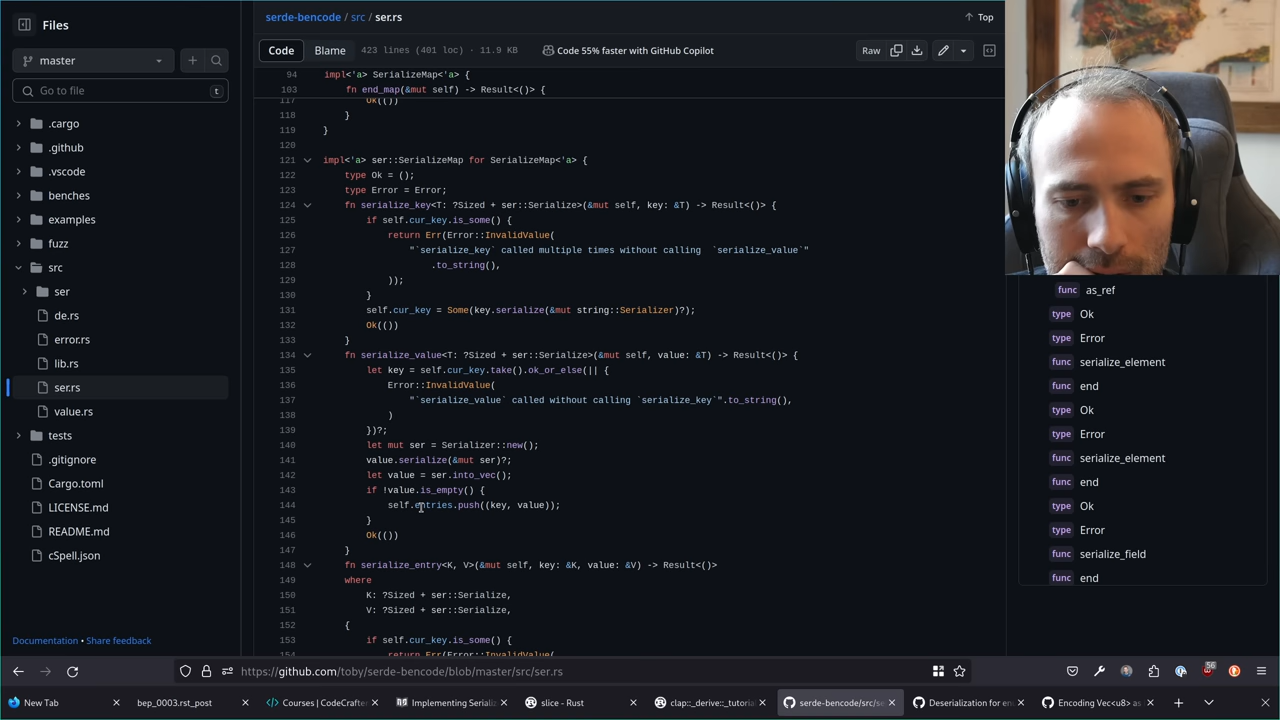 Files
master
Go to file
t
.cargo
.github
.vscode
benches
examples
fuzz
src
ser
de.rs
error.rs
lib.rs
ser.rs
value.rs
tests
.gitignore
Cargo.toml
LICENSE.md
README.md
cSpell.json
Documentation • Share feedback
serde-bencode / src / ser.rs
Top
Code Blame 423 lines (401 loc) · 11.9 KB Code 55% faster with GitHub Copilot Raw
94 impl<'a> SerializeMap<'a> {
103 fn end_map(&mut self) -> Result<()> {
117 Ok(())
118 }
119 }
120
121 impl<'a> ser::SerializeMap for SerializeMap<'a> {
122 type Ok = ();
123 type Error = Error;
124 fn serialize_key<T: ?Sized + ser::Serialize>(&mut self, key: &T) -> Result<()> {
125 if self.cur_key.is_some() {
126 return Err(Error::InvalidValue(
127 "`serialize_key` called multiple times without calling  `serialize_value`"
128 .to_string(),
129 ));
130 }
131 self.cur_key = Some(key.serialize(&mut string::Serializer)?);
132 Ok(())
133 }
134 fn serialize_value<T: ?Sized + ser::Serialize>(&mut self, value: &T) -> Result<()> {
135 let key = self.cur_key.take().ok_or_else(|| {
136 Error::InvalidValue(
137 "`serialize_value` called without calling `serialize_key`".to_string(),
138 )
139 })?;
140 let mut ser = Serializer::new();
141 value.serialize(&mut ser)?;
142 let value = ser.into_vec();
143 if !value.is_empty() {
144 self.entries.push((key, value));
145 }
146 Ok(())
147 }
148 fn serialize_entry<K, V>(&mut self, key: &K, value: &V) -> Result<()>
149 where
150 K: ?Sized + ser::Serialize,
151 V: ?Sized + ser::Serialize,
152 {
153 if self.cur_key.is_some() {
154 return Err(Error::InvalidValue(
func as_ref
type Ok
type Error
func serialize_element
func end
type Ok
type Error
func serialize_element
func end
type Ok
type Error
func serialize_field
func end
https://github.com/toby/serde-bencode/blob/master/src/ser.rs
56
New Tab
bep_0003.rst_post
Courses | CodeCrafte
Implementing Serializ
slice - Rust
clap::_derive::_tutoria
serde-bencode/src/se
Deserialization for en
Encoding Vec<u8> as